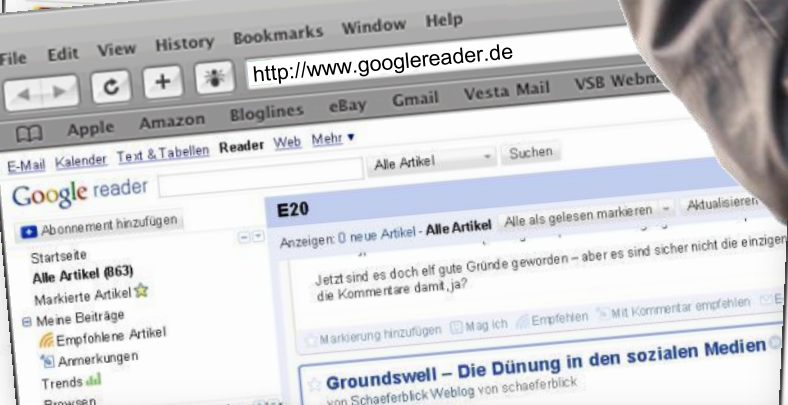 File Edit View History Bookmarks Window Help
http://www.googlereader.de
Apple Amazon Bloglines eBay Gmail Vesta Mail VSB
E-Mail Kalender Text & Tabellen Reader Web Mehr
Google reader Alle Artikel Suchen
Abonnement hinzufügen
Startseite
Alle Artikel (863)
Markierte Artikel
Meine Beiträge
Empfohlene Artikel
Anmerkungen
Trends
Browsen
E20
Anzeigen: 0 neue Artikel - Alle Artikel Alle als gelesen markieren Aktualisieren
Jetzt sind es doch elf gute Gründe geworden – aber es sind sicher nicht die einzigen
die Kommentare damit, ja?
Markierung hinzufügen Mag ich Empfehlen Mit Kommentar empfehlen
Groundswell – Die Dünung in den sozialen Medien
von Schaeferblick Weblog von schaeferblick